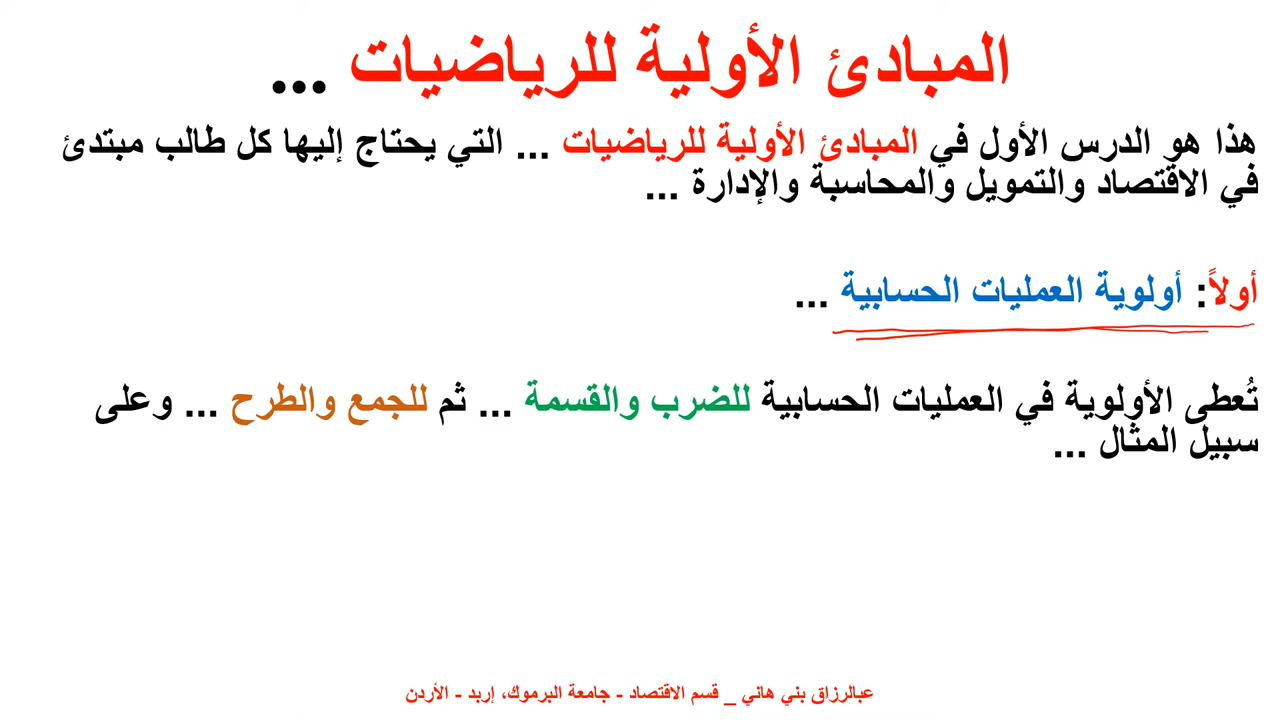 المبادئ الأولية للرياضيات ...
هذا هو الدرس الأول في المبادئ الأولية للرياضيات ... التي يحتاج إليها كل طالب مبتدئ
في الاقتصاد والتمويل والمحاسبة والإدارة ...
أولاً: أولوية العمليات الحسابية ...
تُعطى الأولوية في العمليات الحسابية للضرب والقسمة ... ثم للجمع والطرح ... وعلى
سبيل المثال ...
عبالرزاق بني هاني _ قسم الاقتصاد - جامعة البرموك، إربد - الأردن